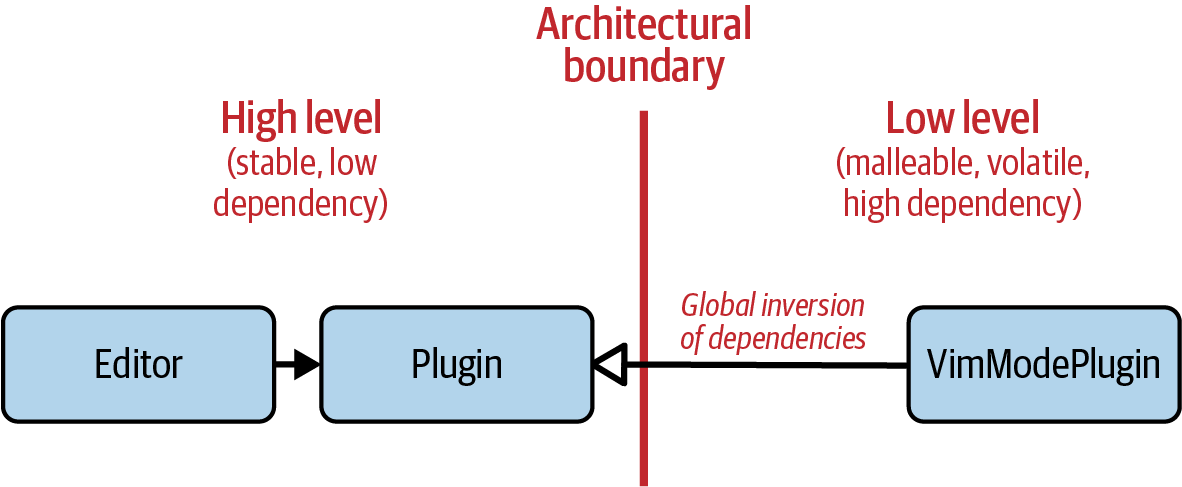 Architectural
boundary
High level
(stable, low
dependency)
Low level
(malleable, volatile,
high dependency)
Global inversion
of dependencies
Editor
Plugin
VimModePlugin